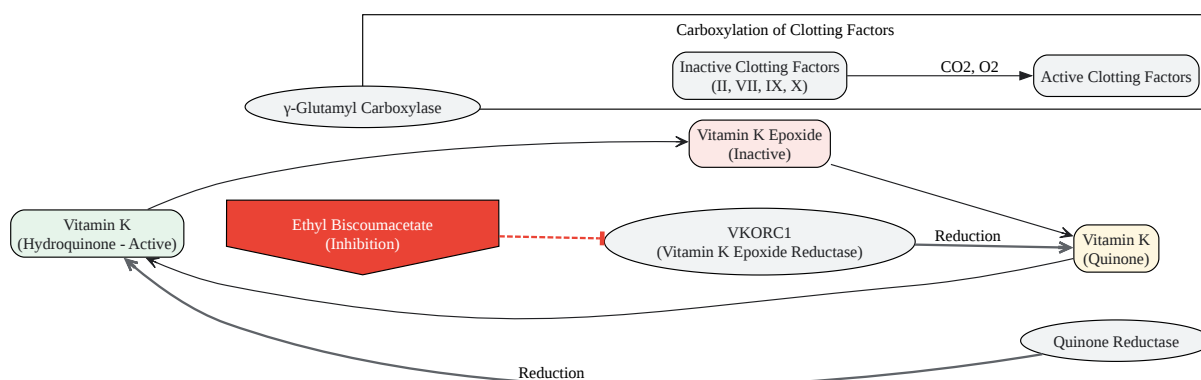 Carboxylation of Clotting Factors
Inactive Clotting Factors
(II, VII, IX, X)
CO2, O2
Active Clotting Factors
γ-Glutamyl Carboxylase
Vitamin K Epoxide
(Inactive)
Vitamin K
(Hydroquinone - Active)
Ethyl Biscoumacetate
(Inhibition)
VKORC1
(Vitamin K Epoxide Reductase)
Reduction
Vitamin K
(Quinone)
Quinone Reductase
Reduction